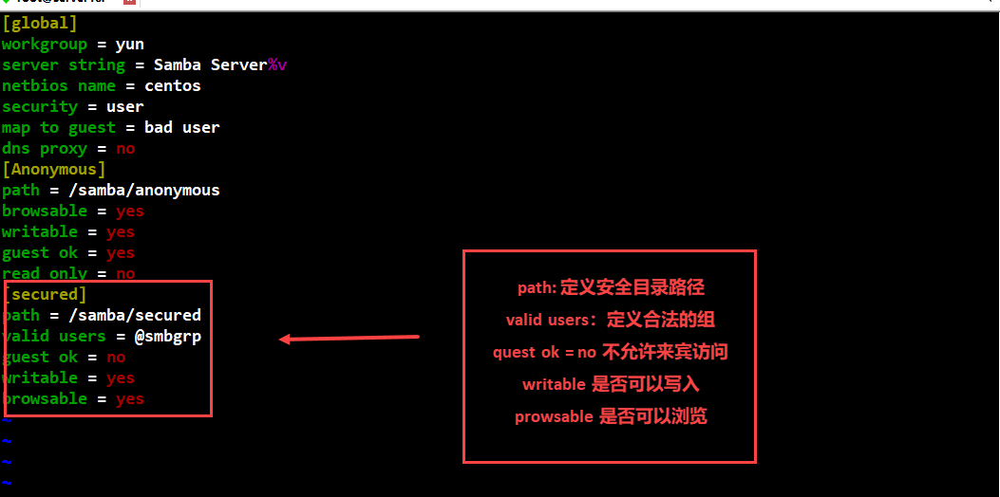 [global]
workgroup = yun
server string = Samba Server%v
netbios name = centos
security = user
map to guest = bad user
dns proxy = no
[Anonymous]
path = /samba/anonymous
browsable = yes
writable = yes
guest ok = yes
read only = no
[secured]
path = /samba/secured
valid users = @smbgrp
guest ok = no
writable = yes
browsable = yes
~
~
~
~
path: 定义安全目录路径
valid users：定义合法的组
quest ok = no 不允许来宾访问
writable 是否可以写入
prowsable 是否可以浏览